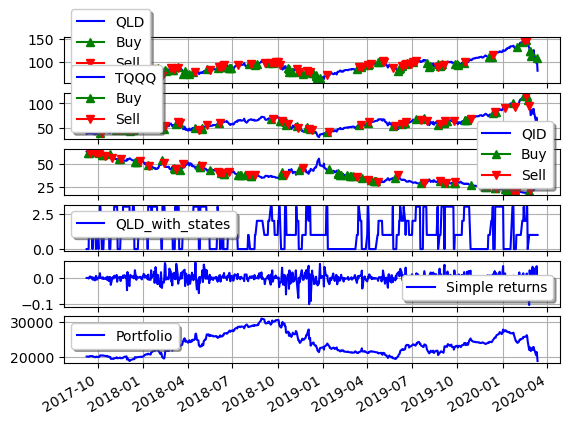 QLD
Buy
Sell
150
100
TQQQ
Buy
Sell
100
50
QID
Buy
Sell
50
25
QLD_with_states
2.5
0.0
Simple returns
0.0
−0.1
Portfolio
30000
20000
2017-10
2018-01
2018-04
2018-07
2018-10
2019-01
2019-04
2019-07
2019-10
2020-01
2020-04